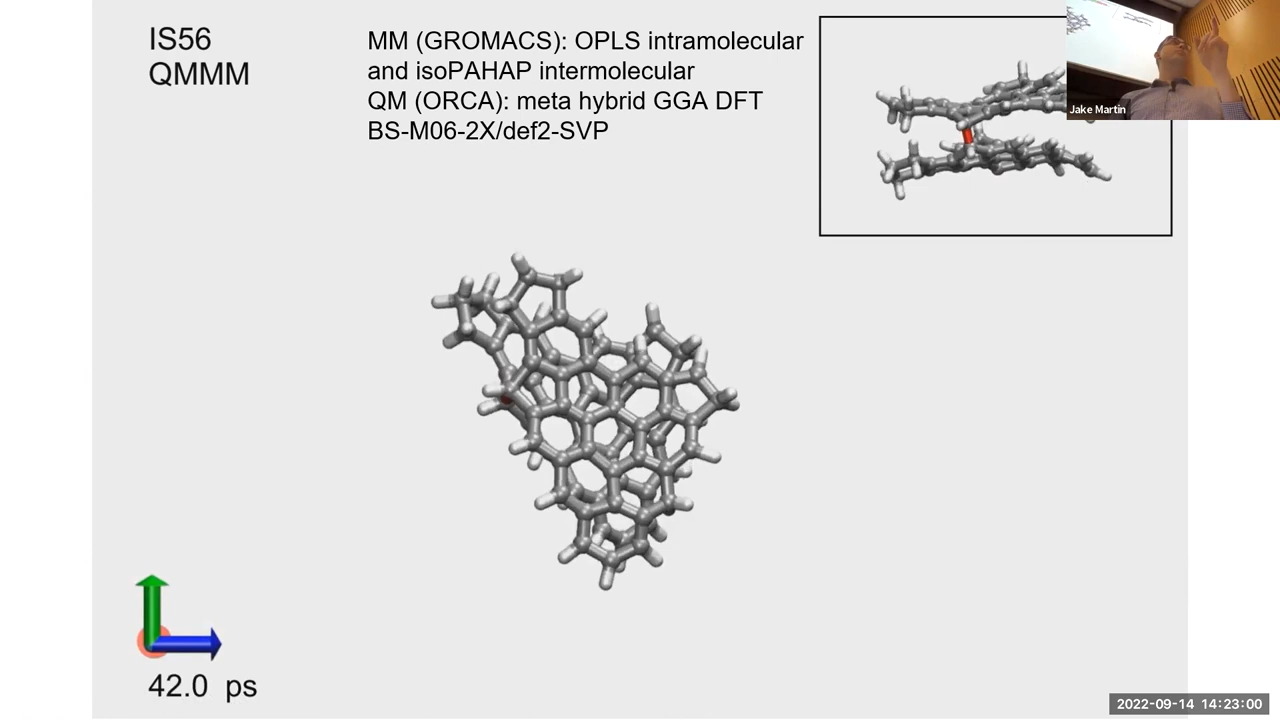 IS56
QMMM
MM (GROMACS): OPLS intramolecular
and isoPAHAP intermolecular
QM (ORCA): meta hybrid GGA DFT
BS-M06-2X/def2-SVP
Jake Martin
42.0 ps
2022-09-14 14:23:00